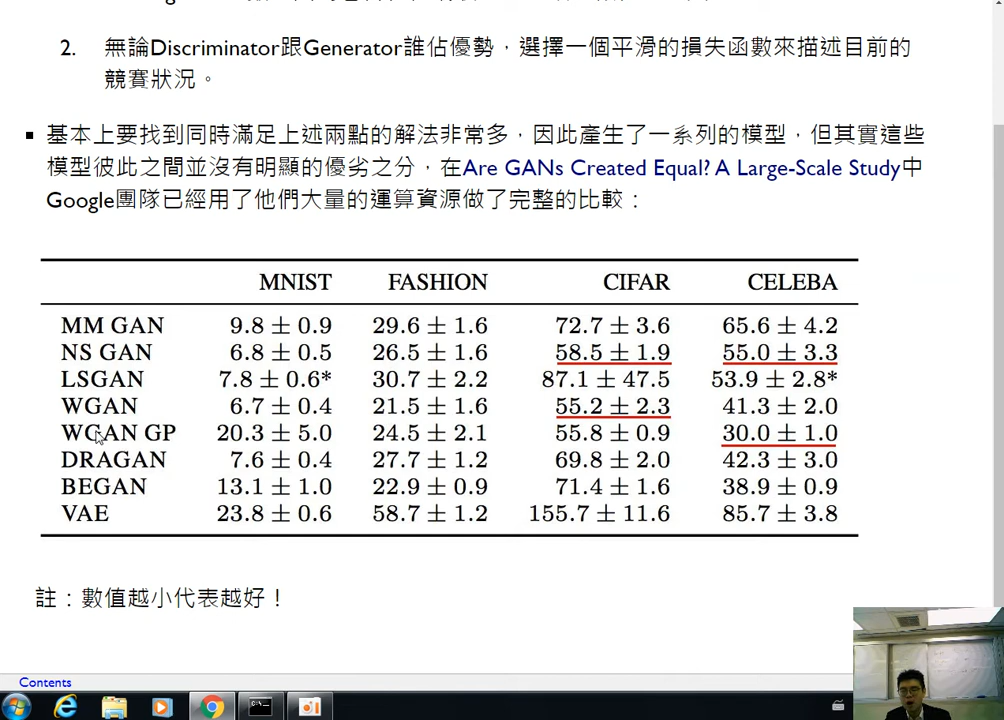 2. 無論Discriminator跟Generator誰佔優勢，選擇一個平滑的損失函數來描述目前的
競賽狀況。
基本上要找到同時滿足上述兩點的解法非常多，因此產生了一系列的模型，但其實這些
模型彼此之間並沒有明顯的優劣之分，在Are GANs Created Equal? A Large-Scale Study中
Google團隊已經用了他們大量的運算資源做了完整的比較：
MNIST FASHION CIFAR CELEBA
MM GAN 9.8 ± 0.9 29.6 ± 1.6 72.7 ± 3.6 65.6 ± 4.2
NS GAN 6.8 ± 0.5 26.5 ± 1.6 58.5 ± 1.9 55.0 ± 3.3
LSGAN 7.8 ± 0.6* 30.7 ± 2.2 87.1 ± 47.5 53.9 ± 2.8*
WGAN 6.7 ± 0.4 21.5 ± 1.6 55.2 ± 2.3 41.3 ± 2.0
WGAN GP 20.3 ± 5.0 24.5 ± 2.1 55.8 ± 0.9 30.0 ± 1.0
DRAGAN 7.6 ± 0.4 27.7 ± 1.2 69.8 ± 2.0 42.3 ± 3.0
BEGAN 13.1 ± 1.0 22.9 ± 0.9 71.4 ± 1.6 38.9 ± 0.9
VAE 23.8 ± 0.6 58.7 ± 1.2 155.7 ± 11.6 85.7 ± 3.8
註：數值越小代表越好！
Contents